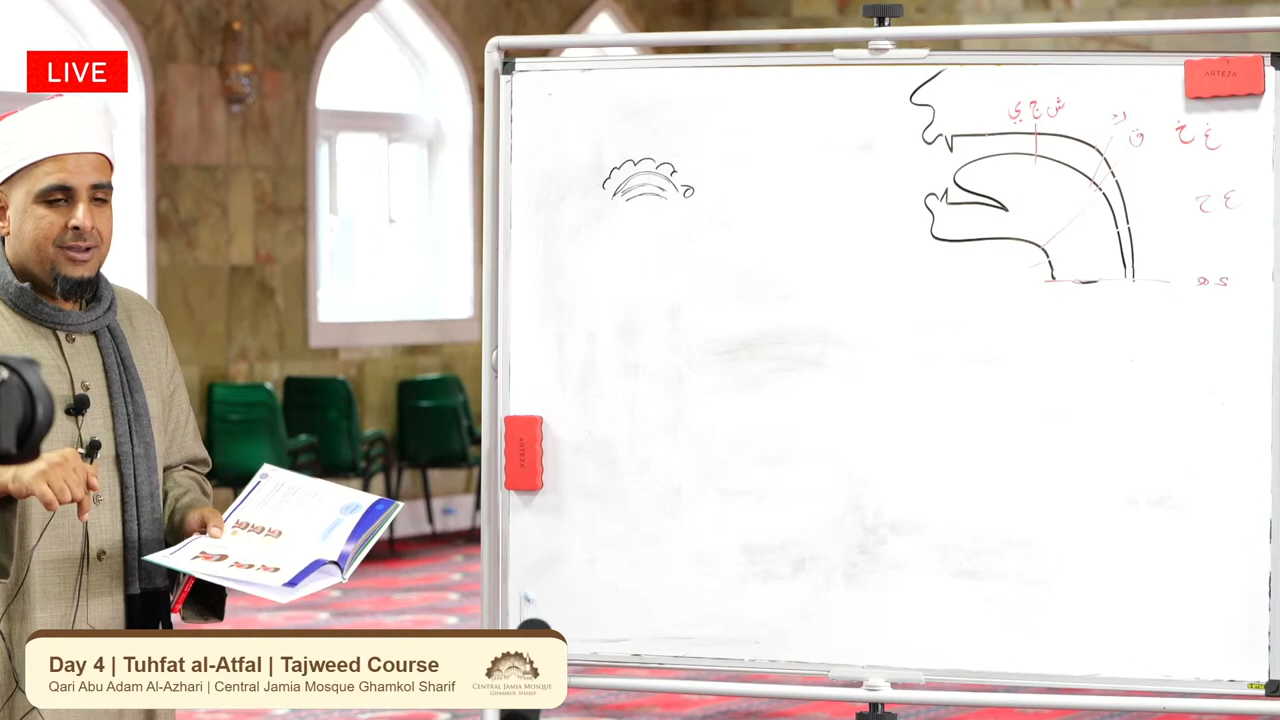 LIVE
ARTEZA
ش ج ي
ك
ق
غ خ
ع ح
ء ه
ARTEZA
Day 4 | Tuhfat al-Atfal | Tajweed Course
Qari Abu Adam Al-Azhari | Central Jamia Mosque Ghamkol Sharif
CENTRAL JAMIA MOSQUE
GHAMKOL SHARIF